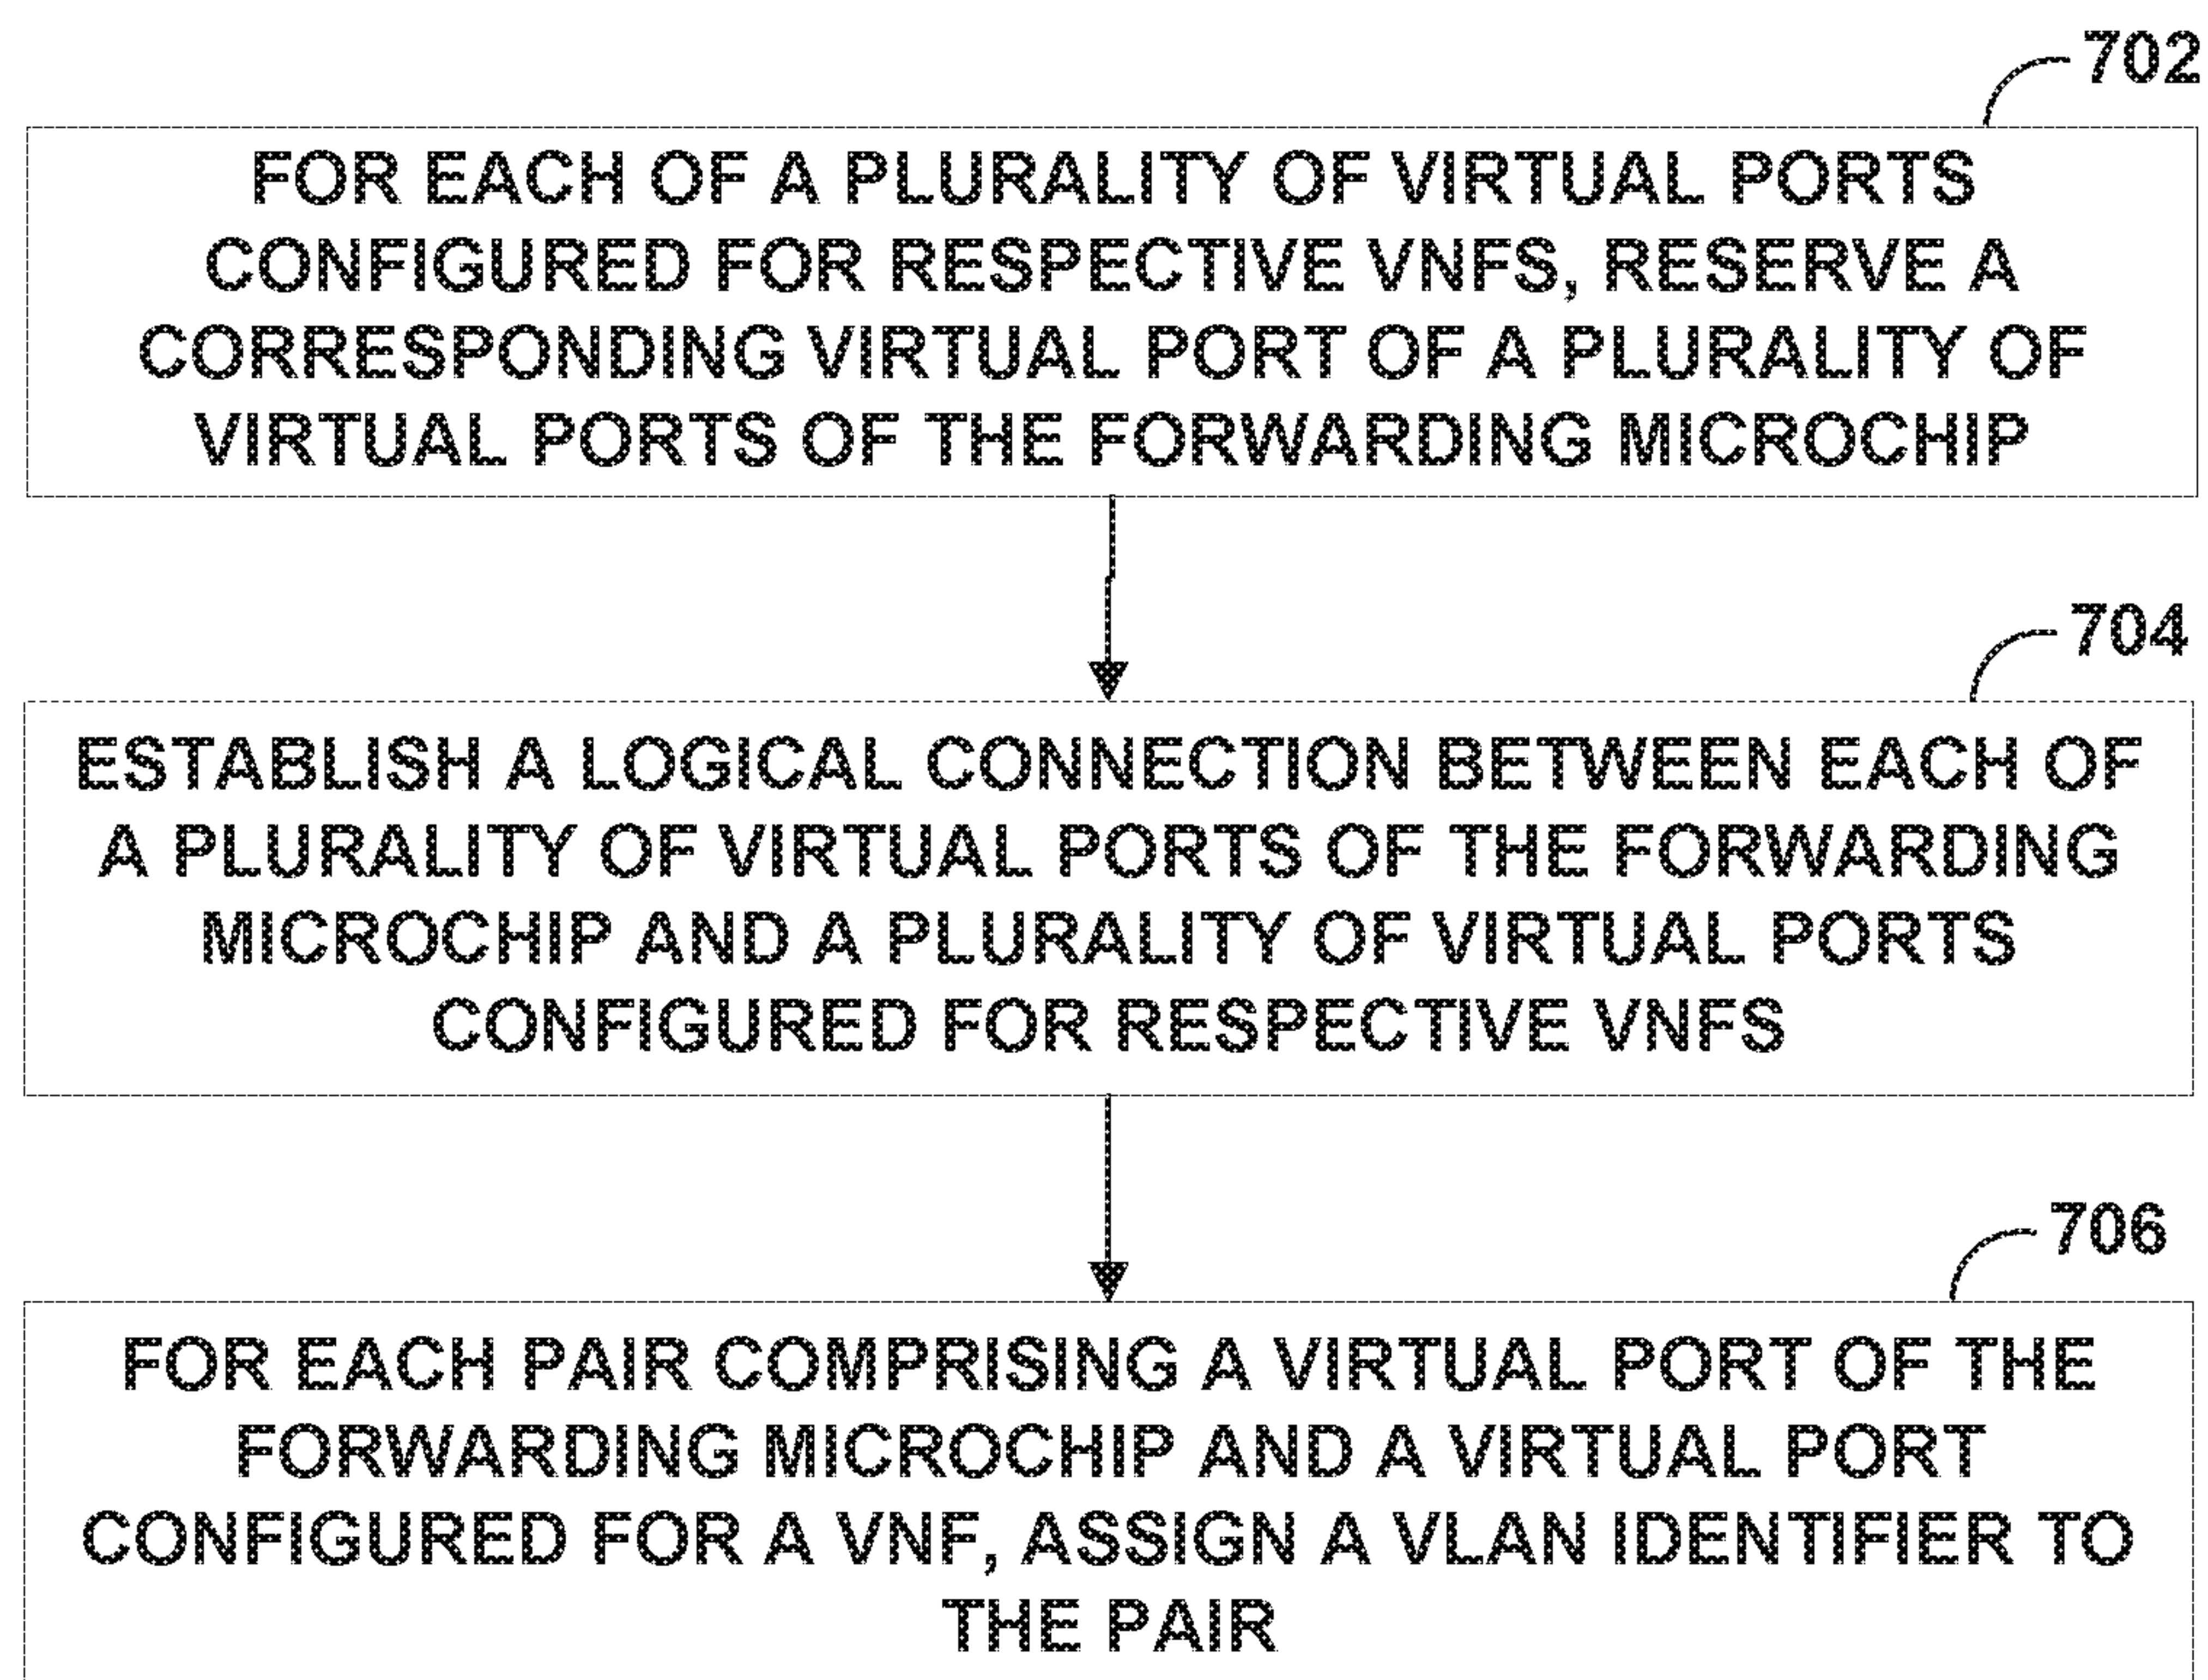 702
FOR EACH OF A PLURALITY OF VIRTUAL PORTS
CONFIGURED FOR RESPECTIVE VNFS, RESERVE A
CORRESPONDING VIRTUAL PORT OF A PLURALITY OF
VIRTUAL PORTS OF THE FORWARDING MICROCHIP
704
ESTABLISH A LOGICAL CONNECTION BETWEEN EACH OF
A PLURALITY OF VIRTUAL PORTS OF THE FORWARDING
MICROCHIP AND A PLURALITY OF VIRTUAL PORTS
CONFIGURED FOR RESPECTIVE VNFS
706
FOR EACH PAIR COMPRISING A VIRTUAL PORT OF THE
FORWARDING MICROCHIP AND A VIRTUAL PORT
CONFIGURED FOR A VNF, ASSIGN A VLAN IDENTIFIER TO
THE PAIR